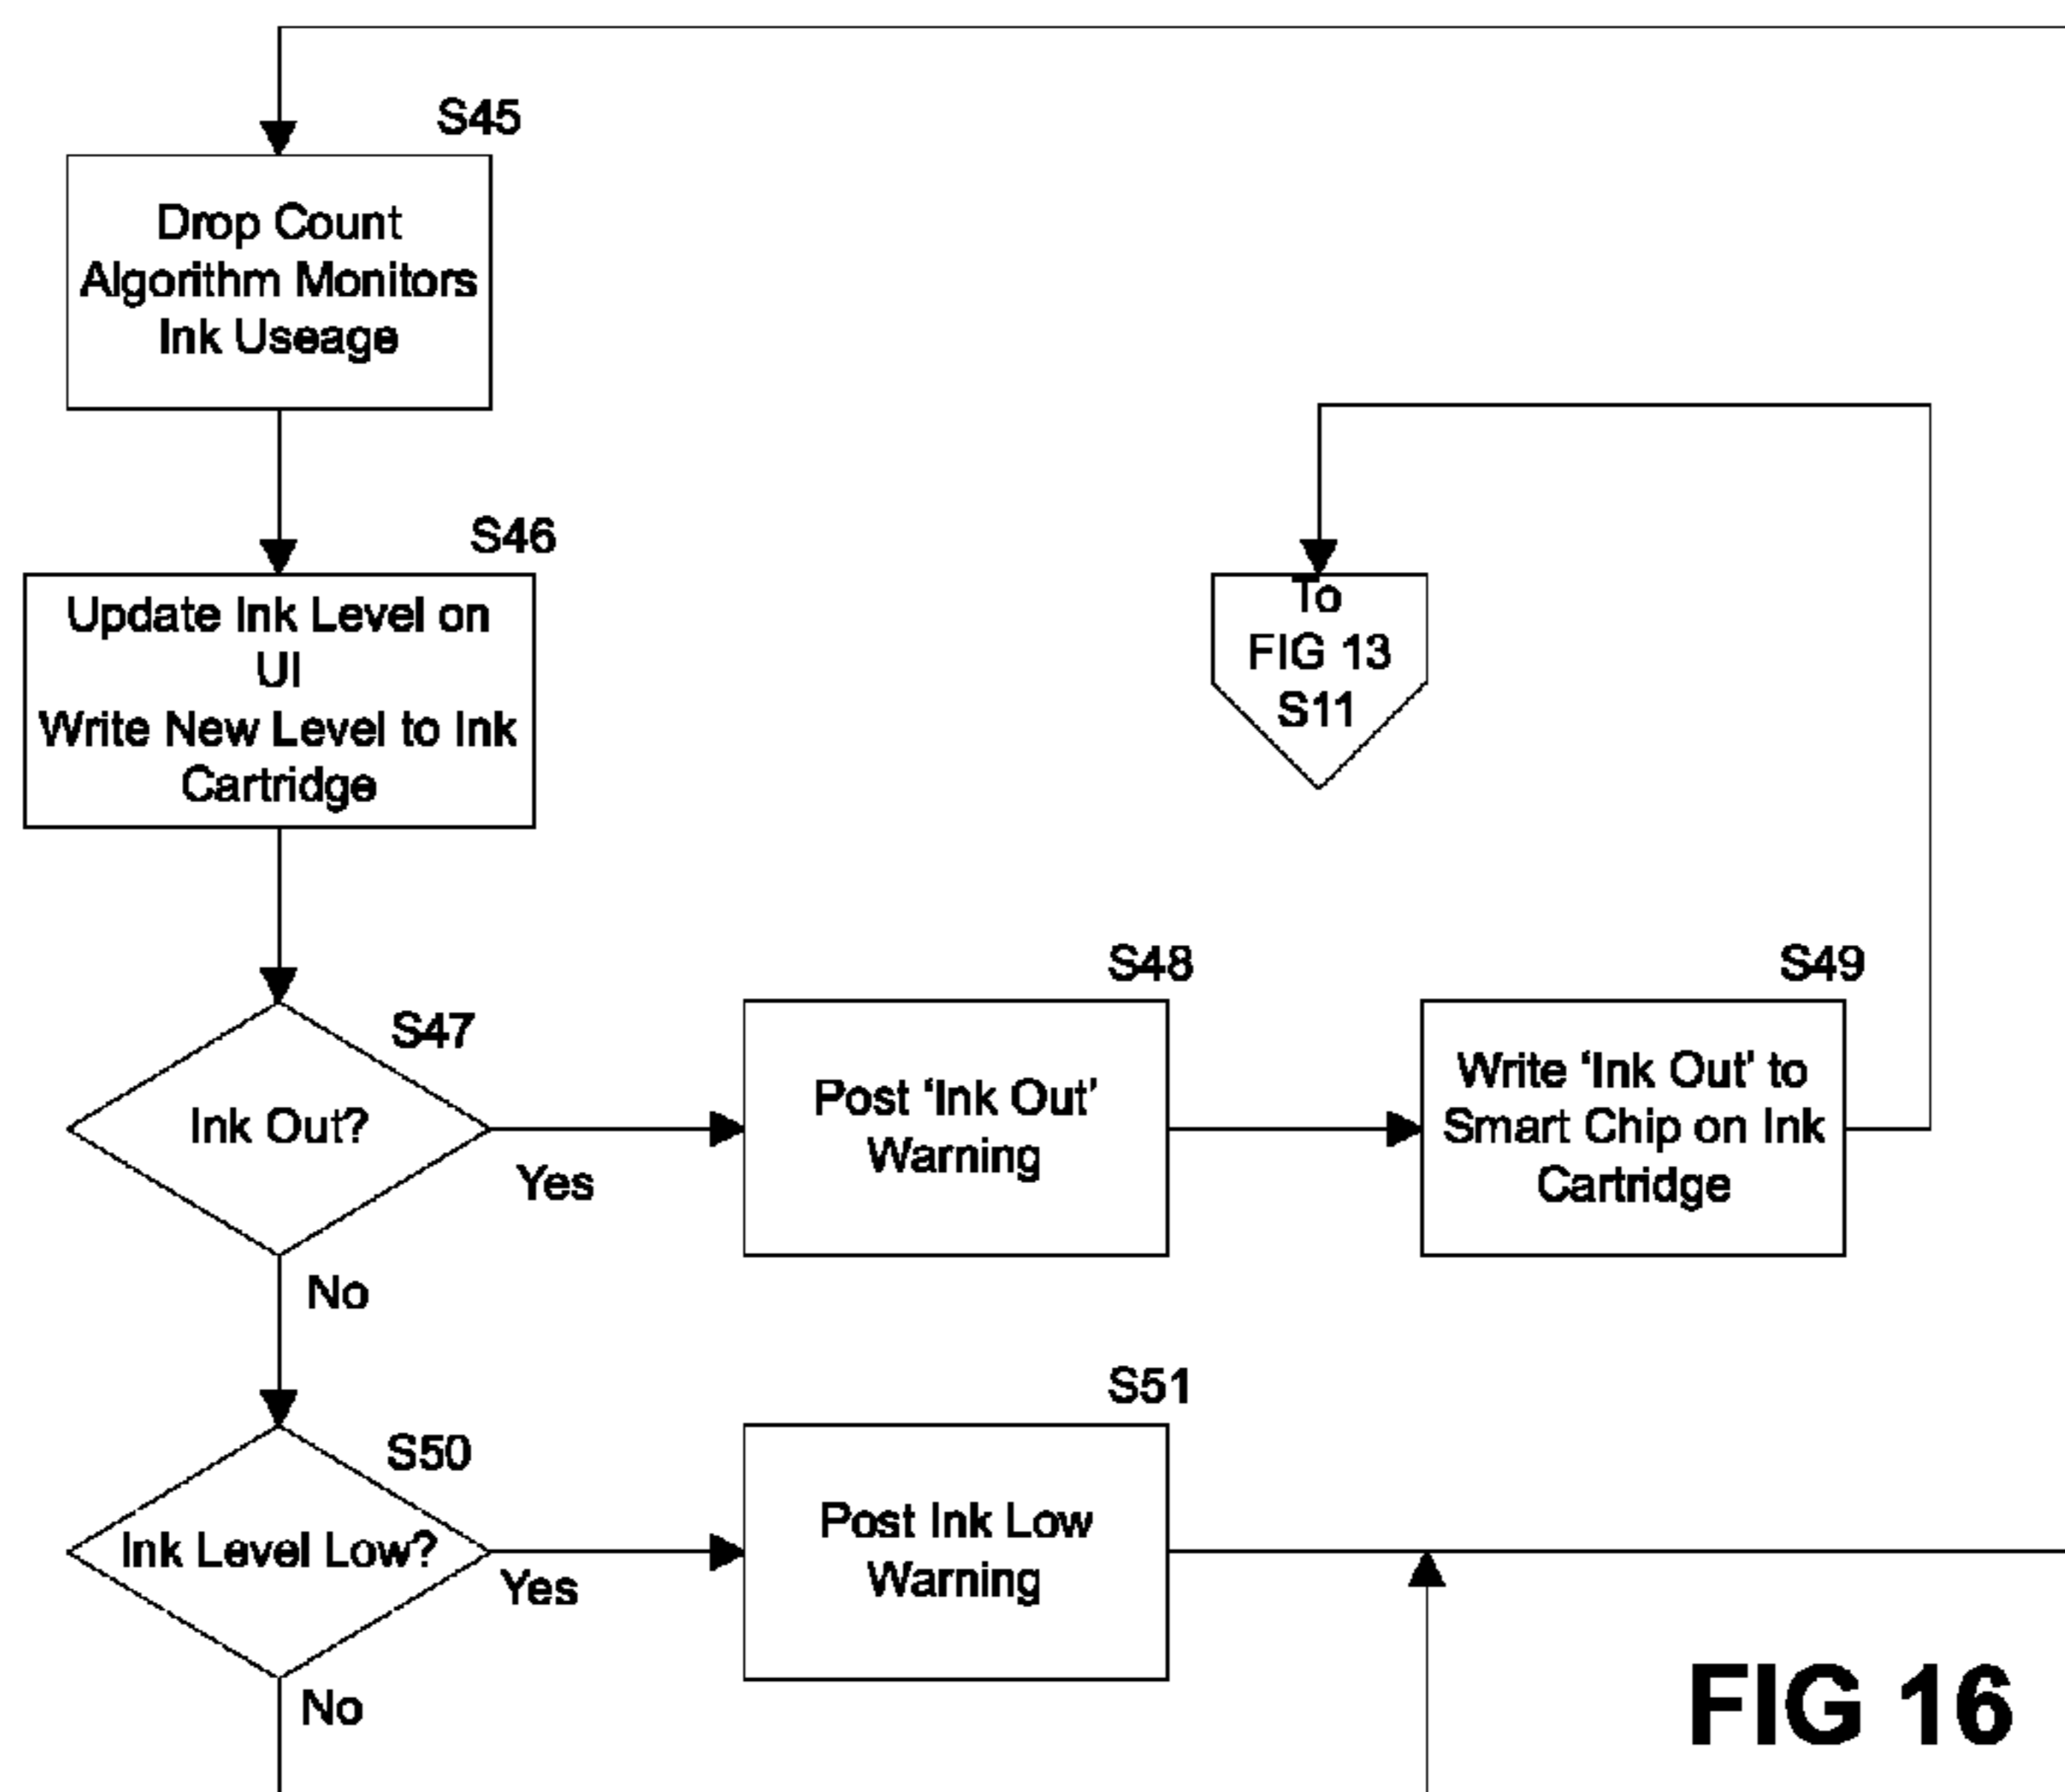 S45
Drop Count
Algorithm Monitors
Ink Useage
S46
Update Ink Level on
UI
Write New Level to Ink
Cartridge
To
FIG 13
S11
S47
Ink Out?
Yes
No
S48
Post ‘Ink Out’
Warning
S49
Write ‘Ink Out’ to
Smart Chip on Ink
Cartridge
S50
Ink Level Low?
Yes
No
S51
Post Ink Low
Warning
FIG 16